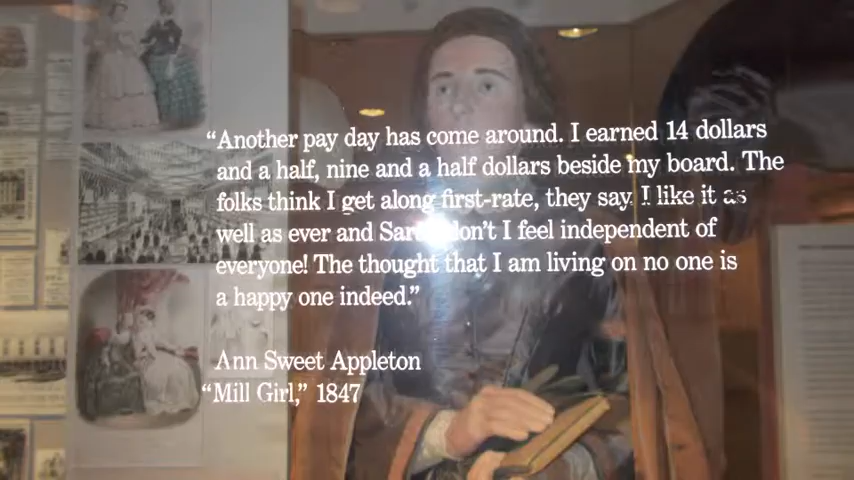 “Another pay day has come around. I earned 14 dollars
and a half, nine and a half dollars beside my board. The
folks think I get along first-rate, they say. I like it as
well as ever and Sarah don’t I feel independent of
everyone! The thought that I am living on no one is
a happy one indeed.”
Ann Sweet Appleton
“Mill Girl,” 1847